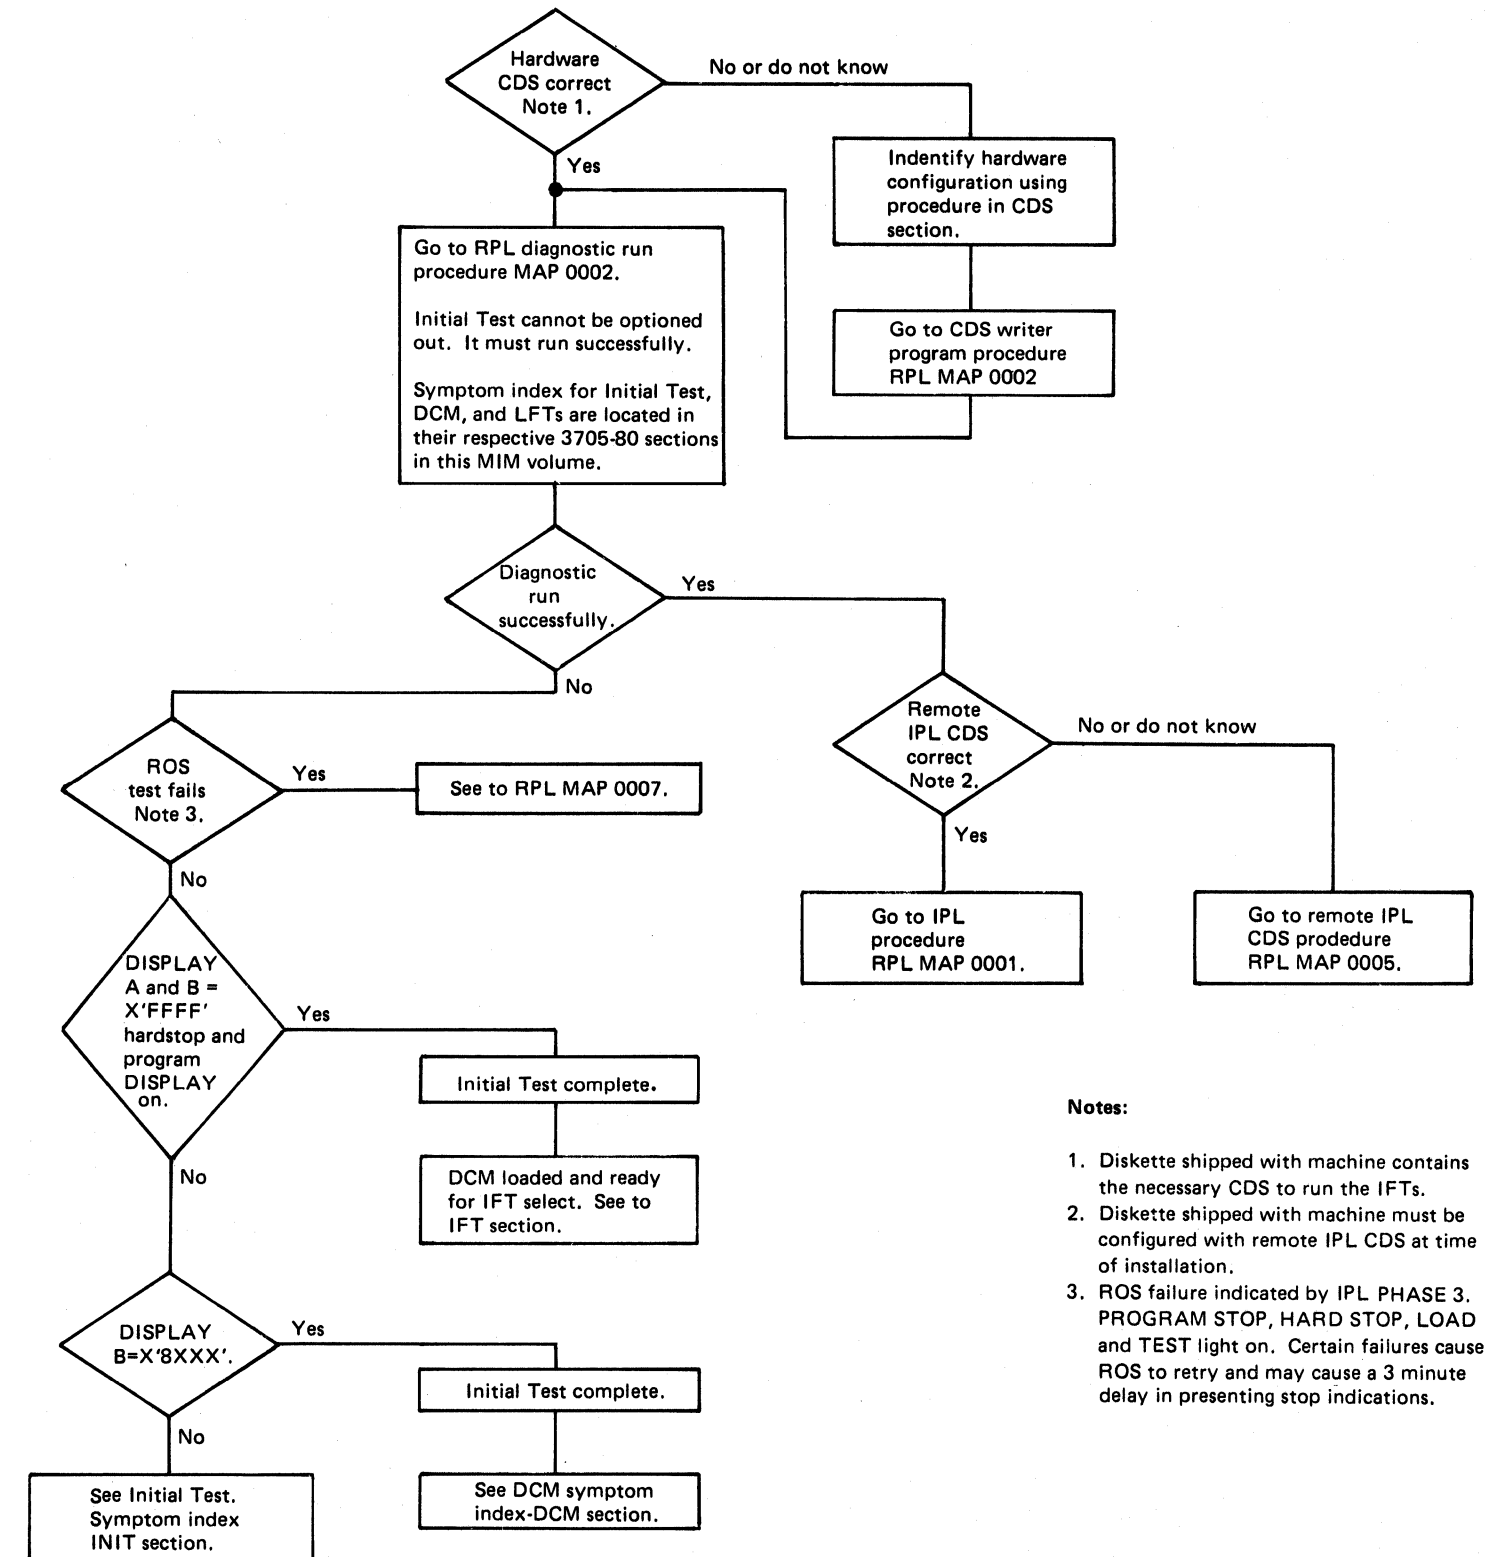 Hardware
CDS correct
Note 1.
No or do not know
Yes
Indentify hardware
configuration using
procedure in CDS
section.
Go to CDS writer
program procedure
RPL MAP 0002
Go to RPL diagnostic run
procedure MAP 0002.
Initial Test cannot be optioned
out. It must run successfully.
Symptom index for Initial Test,
DCM, and LFTs are located in
their respective 3705-80 sections
in this MIM volume.
Diagnostic
run
successfully.
Yes
No
Remote
IPL CDS
correct
Note 2.
No or do not know
Yes
Go to IPL
procedure
RPL MAP 0001.
Go to remote IPL
CDS prodedure
RPL MAP 0005.
ROS
test fails
Note 3.
Yes
See to RPL MAP 0007.
No
DISPLAY
A and B =
X'FFFF'
hardstop and
program
DISPLAY
on.
Yes
Initial Test complete.
DCM loaded and ready
for IFT select. See to
IFT section.
No
DISPLAY
B=X'8XXX'.
Yes
Initial Test complete.
See DCM symptom
index-DCM section.
No
See Initial Test.
Symptom index
INIT section.
Notes:
1. Diskette shipped with machine contains
the necessary CDS to run the IFTs.
2. Diskette shipped with machine must be
configured with remote IPL CDS at time
of installation.
3. ROS failure indicated by IPL PHASE 3.
PROGRAM STOP, HARD STOP, LOAD
and TEST light on. Certain failures cause
ROS to retry and may cause a 3 minute
delay in presenting stop indications.